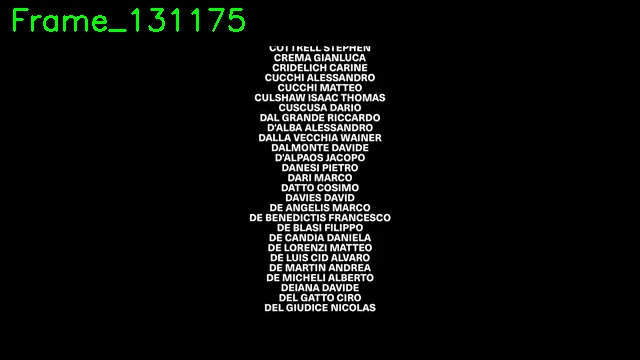 Frame_131175
COTTRELL STEPHEN
CREMA GIANLUCA
CRIDELICH CARINE
CUCCHI ALESSANDRO
CUCCHI MATTEO
CULSHAW ISAAC THOMAS
CUSCUSA DARIO
DAL GRANDE RICCARDO
D'ALBA ALESSANDRO
DALLA VECCHIA WAINER
DALMONTE DAVIDE
D'ALPAOS JACOPO
DANESI PIETRO
DARI MARCO
DATTO COSIMO
DAVIES DAVID
DE ANGELIS MARCO
DE BENEDICTIS FRANCESCO
DE BLASI FILIPPO
DE CANDIA DANIELA
DE LORENZI MATTEO
DE LUIS CID ALVARO
DE MARTIN ANDREA
DE MICHELI ALBERTO
DEIANA DAVIDE
DEL GATTO CIRO
DEL GIUDICE NICOLAS